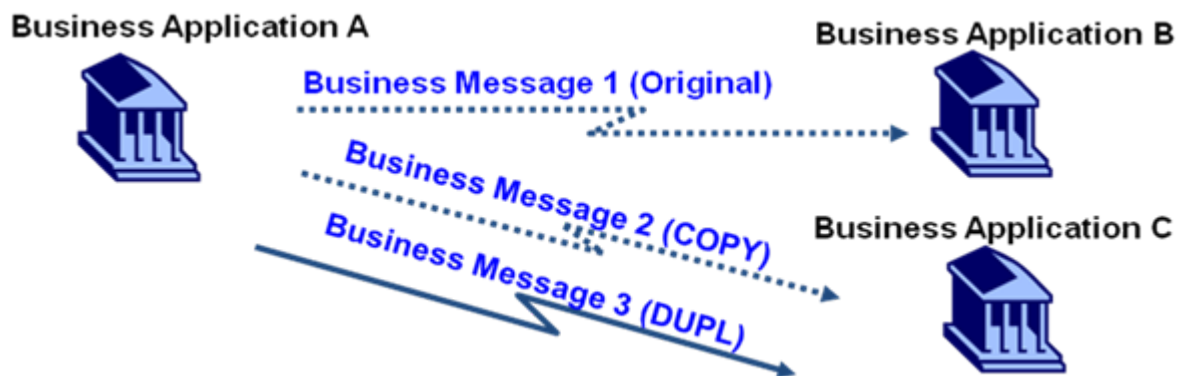 Business Application A
Business Application B
Business Message 1 (Original)
Business Message 2 (COPY)
Business Application C
Business Message 3 (DUPL)